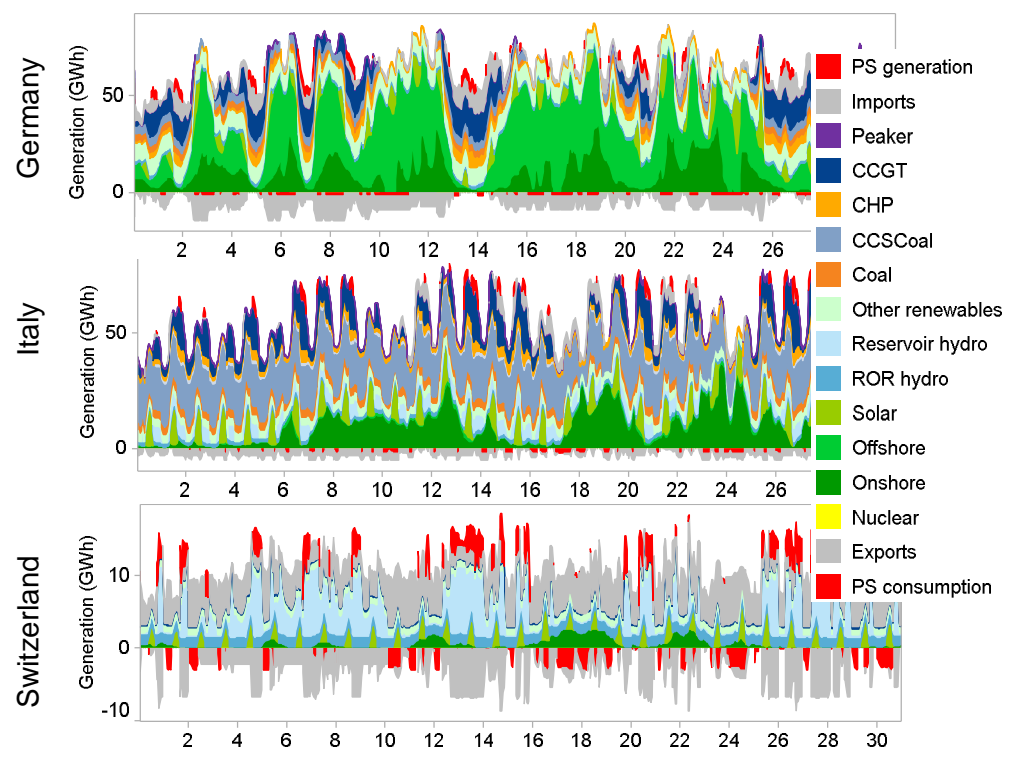 Germany
Generation (GWh)
50
0
2 4 6 8 10 12 14 16 18 20 22 24 26
Italy
Generation (GWh)
50
0
2 4 6 8 10 12 14 16 18 20 22 24 26
Switzerland
Generation (GWh)
10
0
-10
2 4 6 8 10 12 14 16 18 20 22 24 26 28 30
PS generation
Imports
Peaker
CCGT
CHP
CCSCoal
Coal
Other renewables
Reservoir hydro
ROR hydro
Solar
Offshore
Onshore
Nuclear
Exports
PS consumption